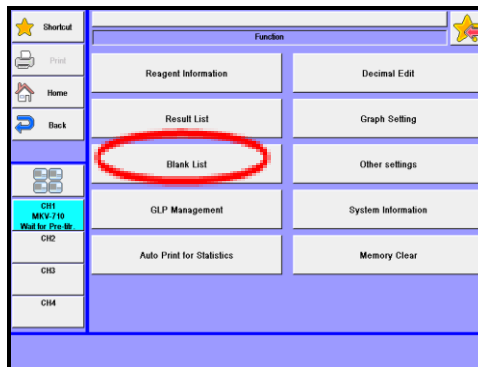 Shortcut
Print
Home
Back
CH1
MKV-710
Wait for Pre-titr.
CH2
CH3
CH4
Function
Reagent Information
Decimal Edit
Result List
Graph Setting
Blank List
Other settings
GLP Management
System Information
Auto Print for Statistics
Memory Clear